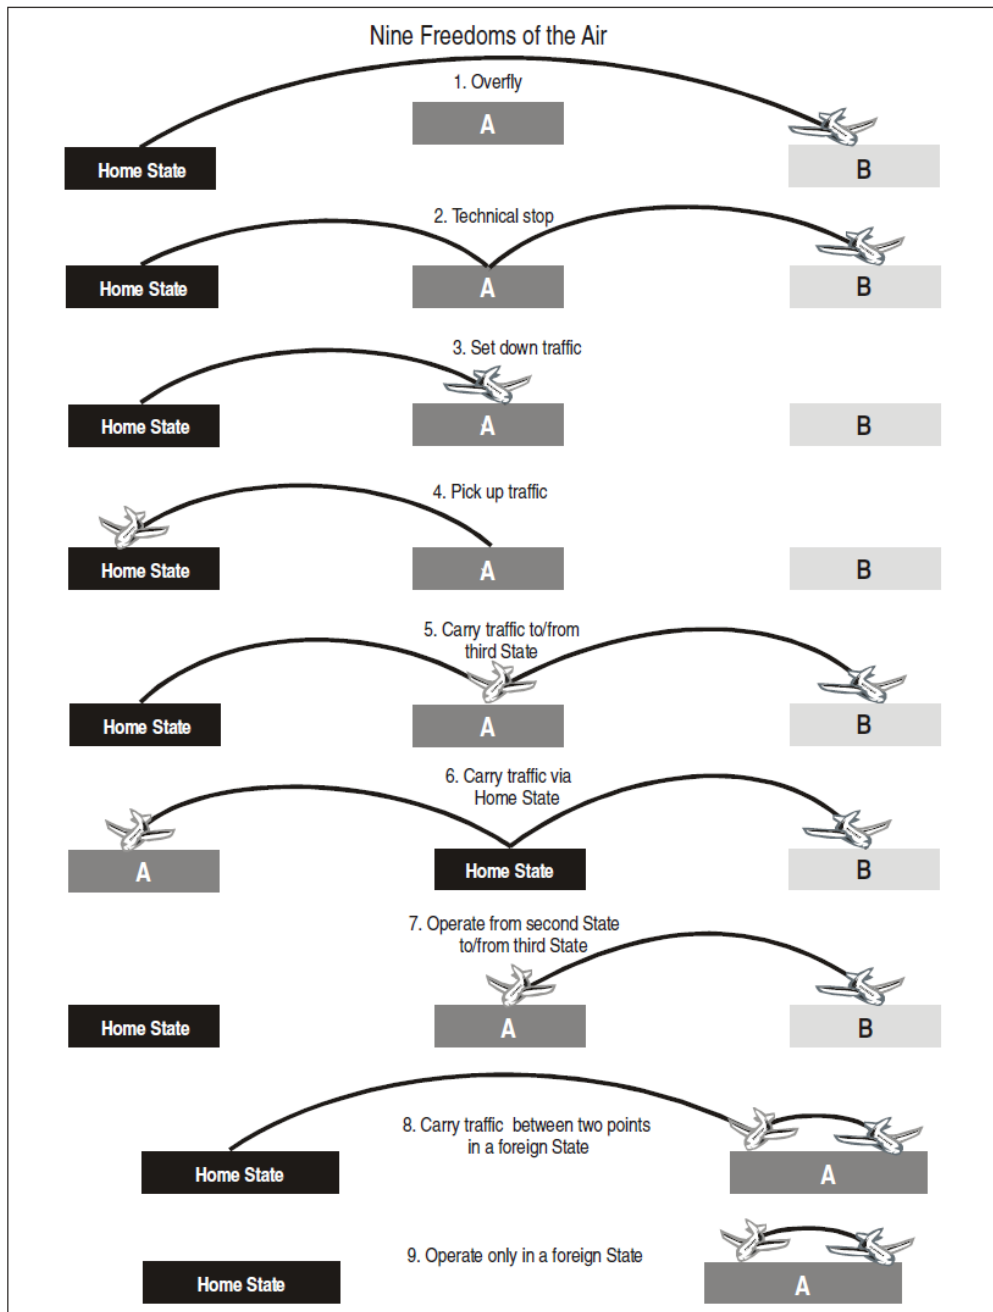 Nine Freedoms of the Air
1. Overfly
A
Home State
B
2. Technical stop
Home State
A
B
3. Set down traffic
Home State
A
B
4. Pick up traffic
Home State
A
B
5. Carry traffic to/from
third State
Home State
A
B
6. Carry traffic via
Home State
A
Home State
B
7. Operate from second State
to/from third State
Home State
A
B
8. Carry traffic between two points
in a foreign State
Home State
A
9. Operate only in a foreign State
Home State
A